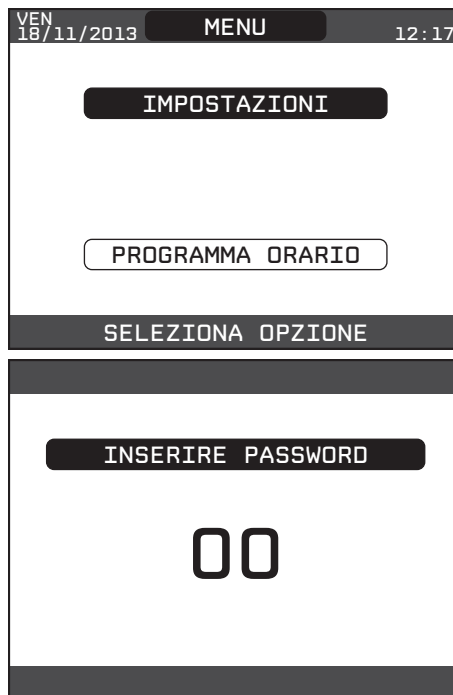 VEN
18/11/2013 MENU 12:17
IMPOSTAZIONI
PROGRAMMA ORARIO
SELEZIONA OPZIONE
INSERIRE PASSWORD
00